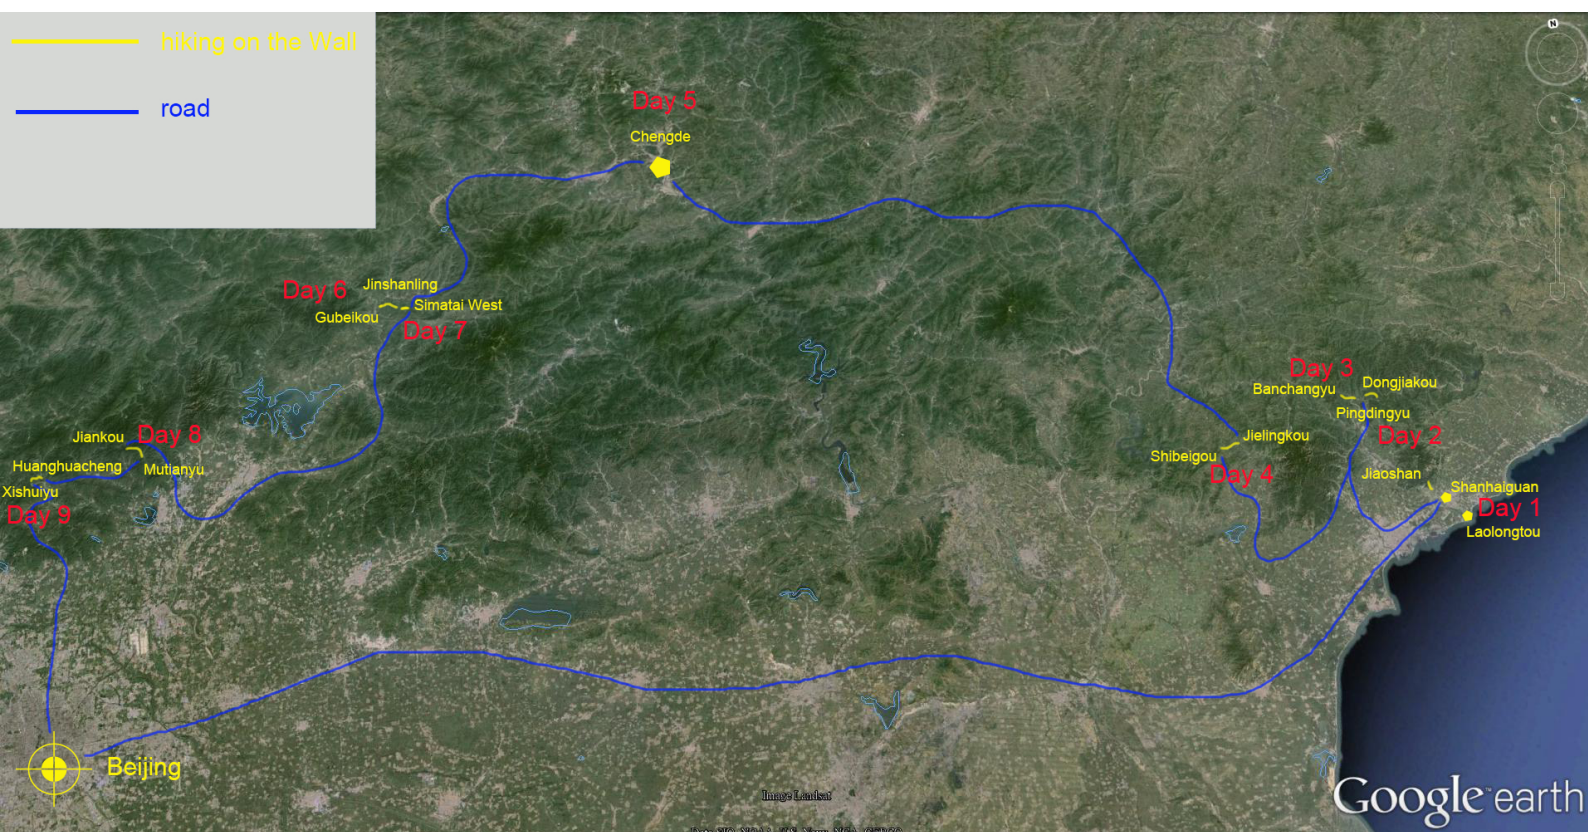 hiking on the Wall
road
N
Day 5
Chengde
Jinshanling
Day 6
Simatai West
Gubeikou
Day 7
Day 3
Dongjiakou
Banchangyu
Pingdingyu
Day 2
Jielingkou
Shibeigou
Day 4
Jiaoshan
Shanhaiguan
Day 1
Laolongtou
Jiankou
Day 8
Huanghuacheng
Mutianyu
Xishuiyu
Day 9
Beijing
Image Landsat
Google earth